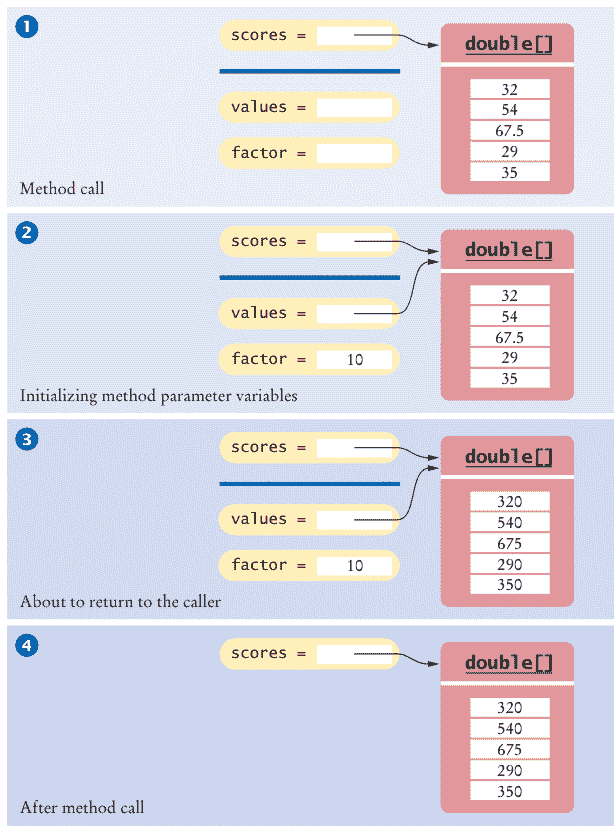 1
scores =
double[]
values =
factor =
32
54
67.5
29
35
Method call
2
scores =
double[]
values =
factor = 10
32
54
67.5
29
35
Initializing method parameter variables
3
scores =
double[]
values =
factor = 10
320
540
675
290
350
About to return to the caller
4
scores =
double[]
320
540
675
290
350
After method call